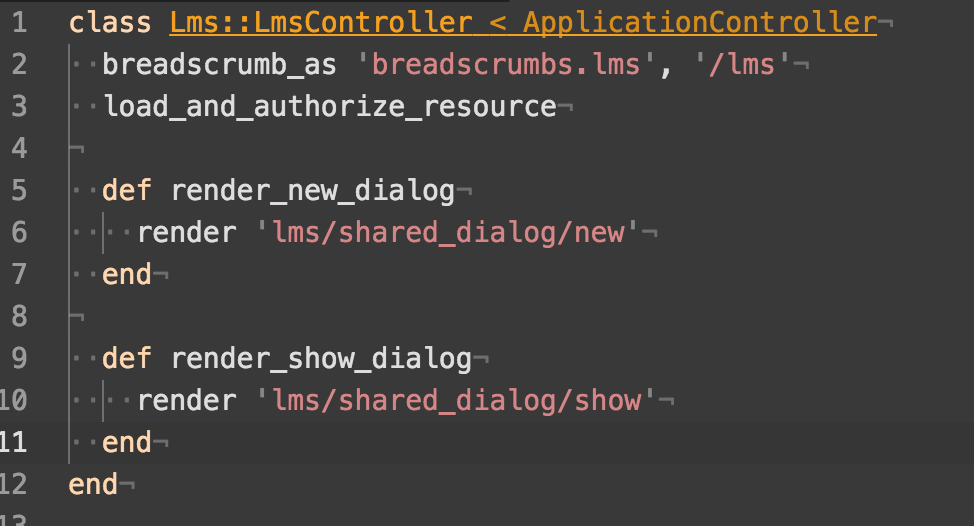 1 class Lms::LmsController < ApplicationController¬
2 ··breadscrumb_as 'breadscrumbs.lms', '/lms'¬
3 ··load_and_authorize_resource¬
4 ¬
5 ··def render_new_dialog¬
6 ····render 'lms/shared_dialog/new'¬
7 ··end¬
8 ¬
9 ··def render_show_dialog¬
10 ····render 'lms/shared_dialog/show'¬
11 ··end¬
12 end¬
13